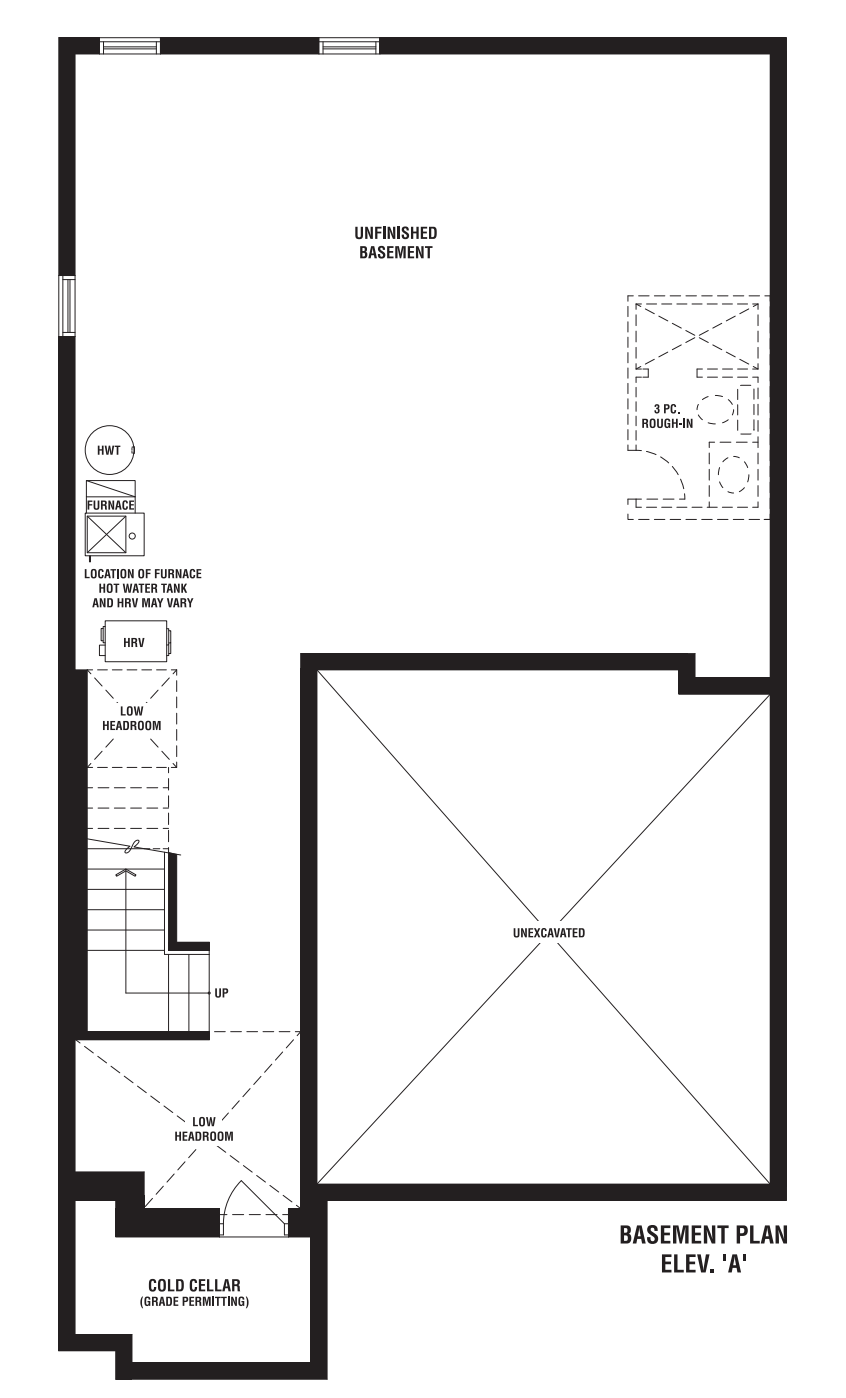 UNFINISHED
BASEMENT
3 PC.
ROUGH-IN
HWT
FURNACE
LOCATION OF FURNACE
HOT WATER TANK
AND HRV MAY VARY
HRV
LOW
HEADROOM
UNEXCAVATED
UP
LOW
HEADROOM
BASEMENT PLAN
ELEV. 'A'
COLD CELLAR
(GRADE PERMITTING)